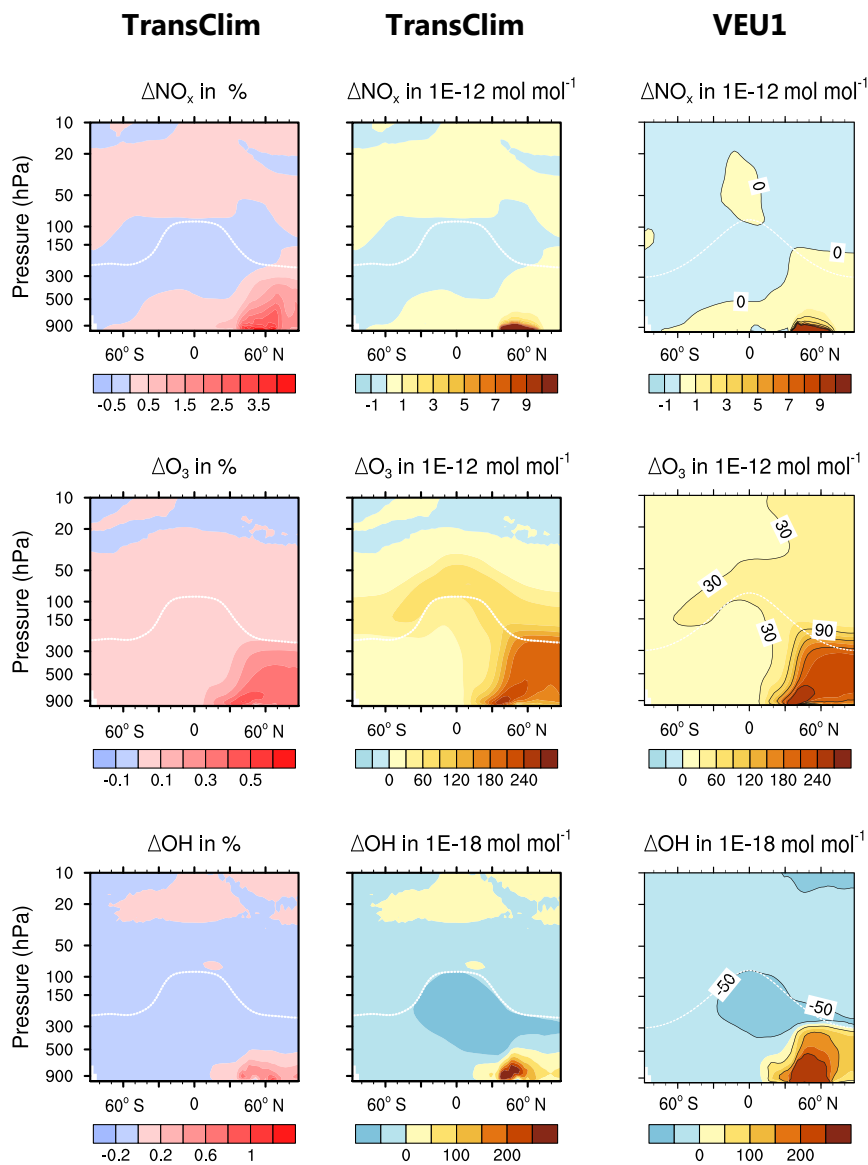 TransClim TransClim VEU1
ΔNOₓ in % ΔNOₓ in 1E-12 mol mol⁻¹ ΔNOₓ in 1E-12 mol mol⁻¹
Pressure (hPa)
10
20
50
100
150
300
500
900
0
0
0
60° S 0 60° N 60° S 0 60° N 60° S 0 60° N
-0.5 0.5 1.5 2.5 3.5 -1 1 3 5 7 9 -1 1 3 5 7 9
ΔO₃ in % ΔO₃ in 1E-12 mol mol⁻¹ ΔO₃ in 1E-12 mol mol⁻¹
Pressure (hPa)
10
20
50
100
150
300
500
900
30
30
30
90
60° S 0 60° N 60° S 0 60° N 60° S 0 60° N
-0.1 0.1 0.3 0.5 0 60 120 180 240 0 60 120 180 240
ΔOH in % ΔOH in 1E-18 mol mol⁻¹ ΔOH in 1E-18 mol mol⁻¹
Pressure (hPa)
10
20
50
100
150
300
500
900
-50
-50
60° S 0 60° N 60° S 0 60° N 60° S 0 60° N
-0.2 0.2 0.6 1 0 100 200 0 100 200